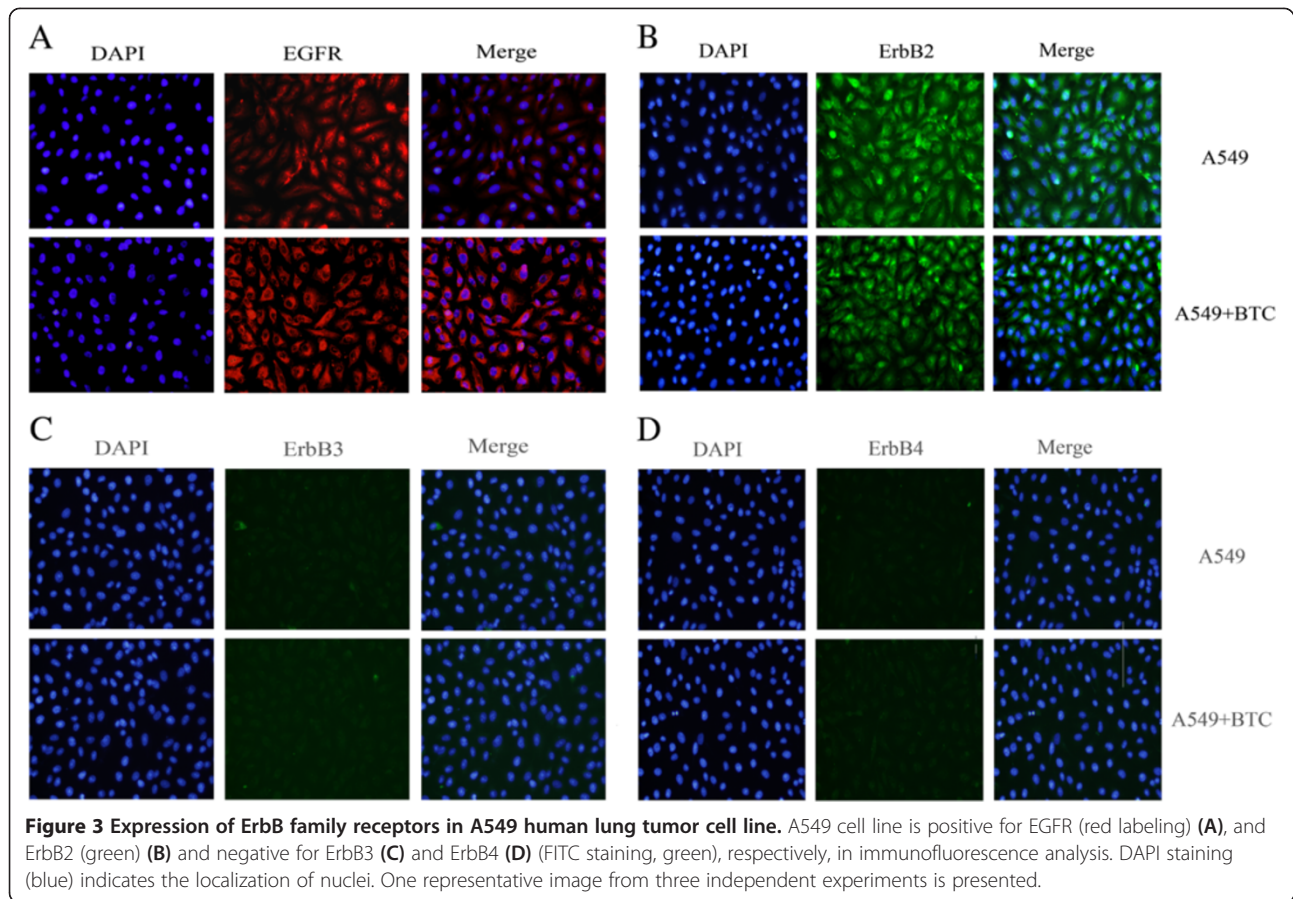 A
DAPI EGFR Merge
B
DAPI ErbB2 Merge
A549
A549+BTC
C
DAPI ErbB3 Merge
D
DAPI ErbB4 Merge
A549
A549+BTC
Figure 3 Expression of ErbB family receptors in A549 human lung tumor cell line. A549 cell line is positive for EGFR (red labeling) (A), and
ErbB2 (green) (B) and negative for ErbB3 (C) and ErbB4 (D) (FITC staining, green), respectively, in immunofluorescence analysis. DAPI staining
(blue) indicates the localization of nuclei. One representative image from three independent experiments is presented.